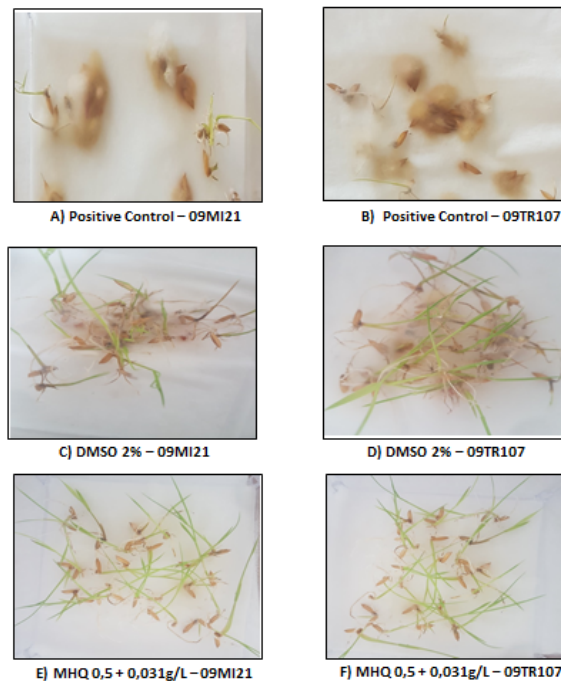 A) Positive Control – 09MI21
B) Positive Control – 09TR107
C) DMSO 2% – 09MI21
D) DMSO 2% – 09TR107
E) MHQ 0,5 + 0,031g/L – 09MI21
F) MHQ 0,5 + 0,031g/L – 09TR107